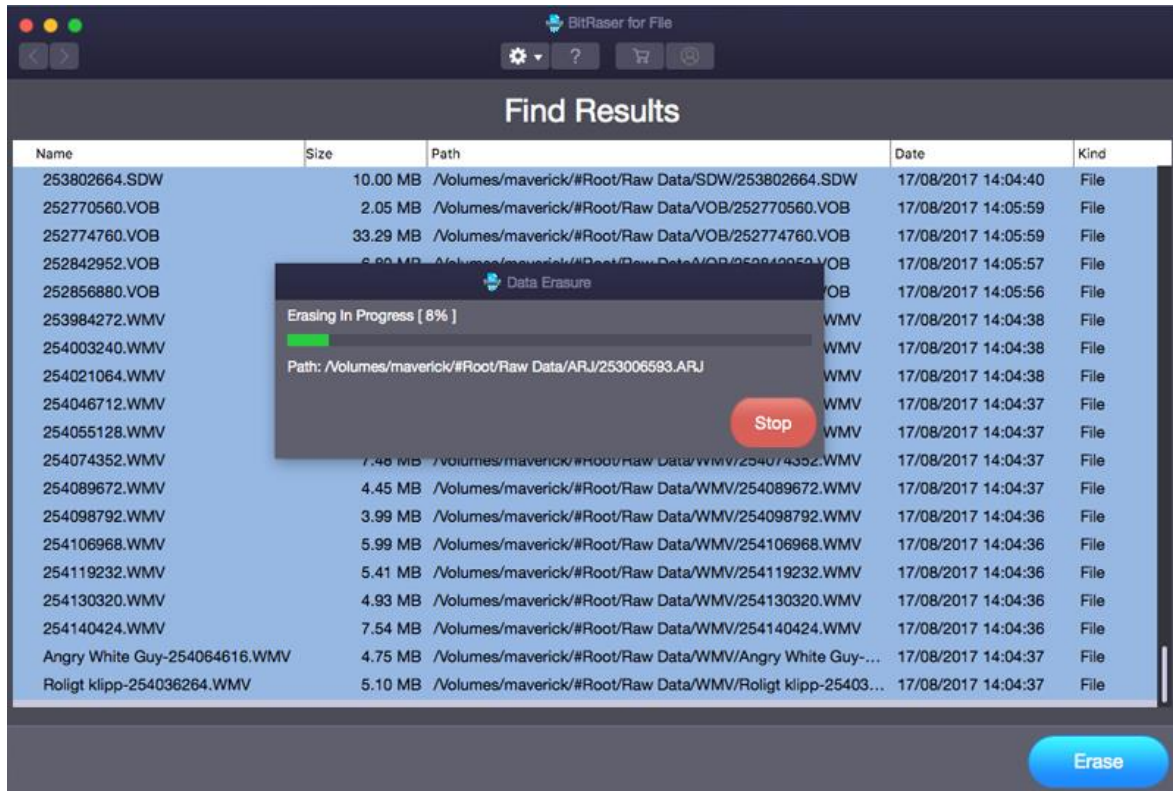 BitRaser for File
?
Find Results
Name Size Path Date Kind
253802664.SDW 10.00 MB /Volumes/maverick/#Root/Raw Data/SDW/253802664.SDW 17/08/2017 14:04:40 File
252770560.VOB 2.05 MB /Volumes/maverick/#Root/Raw Data/VOB/252770560.VOB 17/08/2017 14:05:59 File
252774760.VOB 33.29 MB /Volumes/maverick/#Root/Raw Data/VOB/252774760.VOB 17/08/2017 14:05:59 File
252842952.VOB 17/08/2017 14:05:57 File
252856880.VOB 17/08/2017 14:05:56 File
253984272.WMV WMV 17/08/2017 14:04:38 File
254003240.WMV WMV 17/08/2017 14:04:38 File
254021064.WMV WMV 17/08/2017 14:04:38 File
254046712.WMV WMV 17/08/2017 14:04:37 File
254055128.WMV WMV 17/08/2017 14:04:37 File
254074352.WMV 7.48 MB /Volumes/maverick/#Root/Raw Data/WMV/254074352.WMV 17/08/2017 14:04:37 File
254089672.WMV 4.45 MB /Volumes/maverick/#Root/Raw Data/WMV/254089672.WMV 17/08/2017 14:04:37 File
254098792.WMV 3.99 MB /Volumes/maverick/#Root/Raw Data/WMV/254098792.WMV 17/08/2017 14:04:36 File
254106968.WMV 5.99 MB /Volumes/maverick/#Root/Raw Data/WMV/254106968.WMV 17/08/2017 14:04:36 File
254119232.WMV 5.41 MB /Volumes/maverick/#Root/Raw Data/WMV/254119232.WMV 17/08/2017 14:04:36 File
254130320.WMV 4.93 MB /Volumes/maverick/#Root/Raw Data/WMV/254130320.WMV 17/08/2017 14:04:36 File
254140424.WMV 7.54 MB /Volumes/maverick/#Root/Raw Data/WMV/254140424.WMV 17/08/2017 14:04:36 File
Angry White Guy-254064616.WMV 4.75 MB /Volumes/maverick/#Root/Raw Data/WMV/Angry White Guy-... 17/08/2017 14:04:37 File
Roligt klipp-254036264.WMV 5.10 MB /Volumes/maverick/#Root/Raw Data/WMV/Roligt klipp-25403... 17/08/2017 14:04:37 File
Data Erasure
Erasing In Progress [ 8% ]
Path: /Volumes/maverick/#Root/Raw Data/ARJ/253006593.ARJ
Stop
Erase